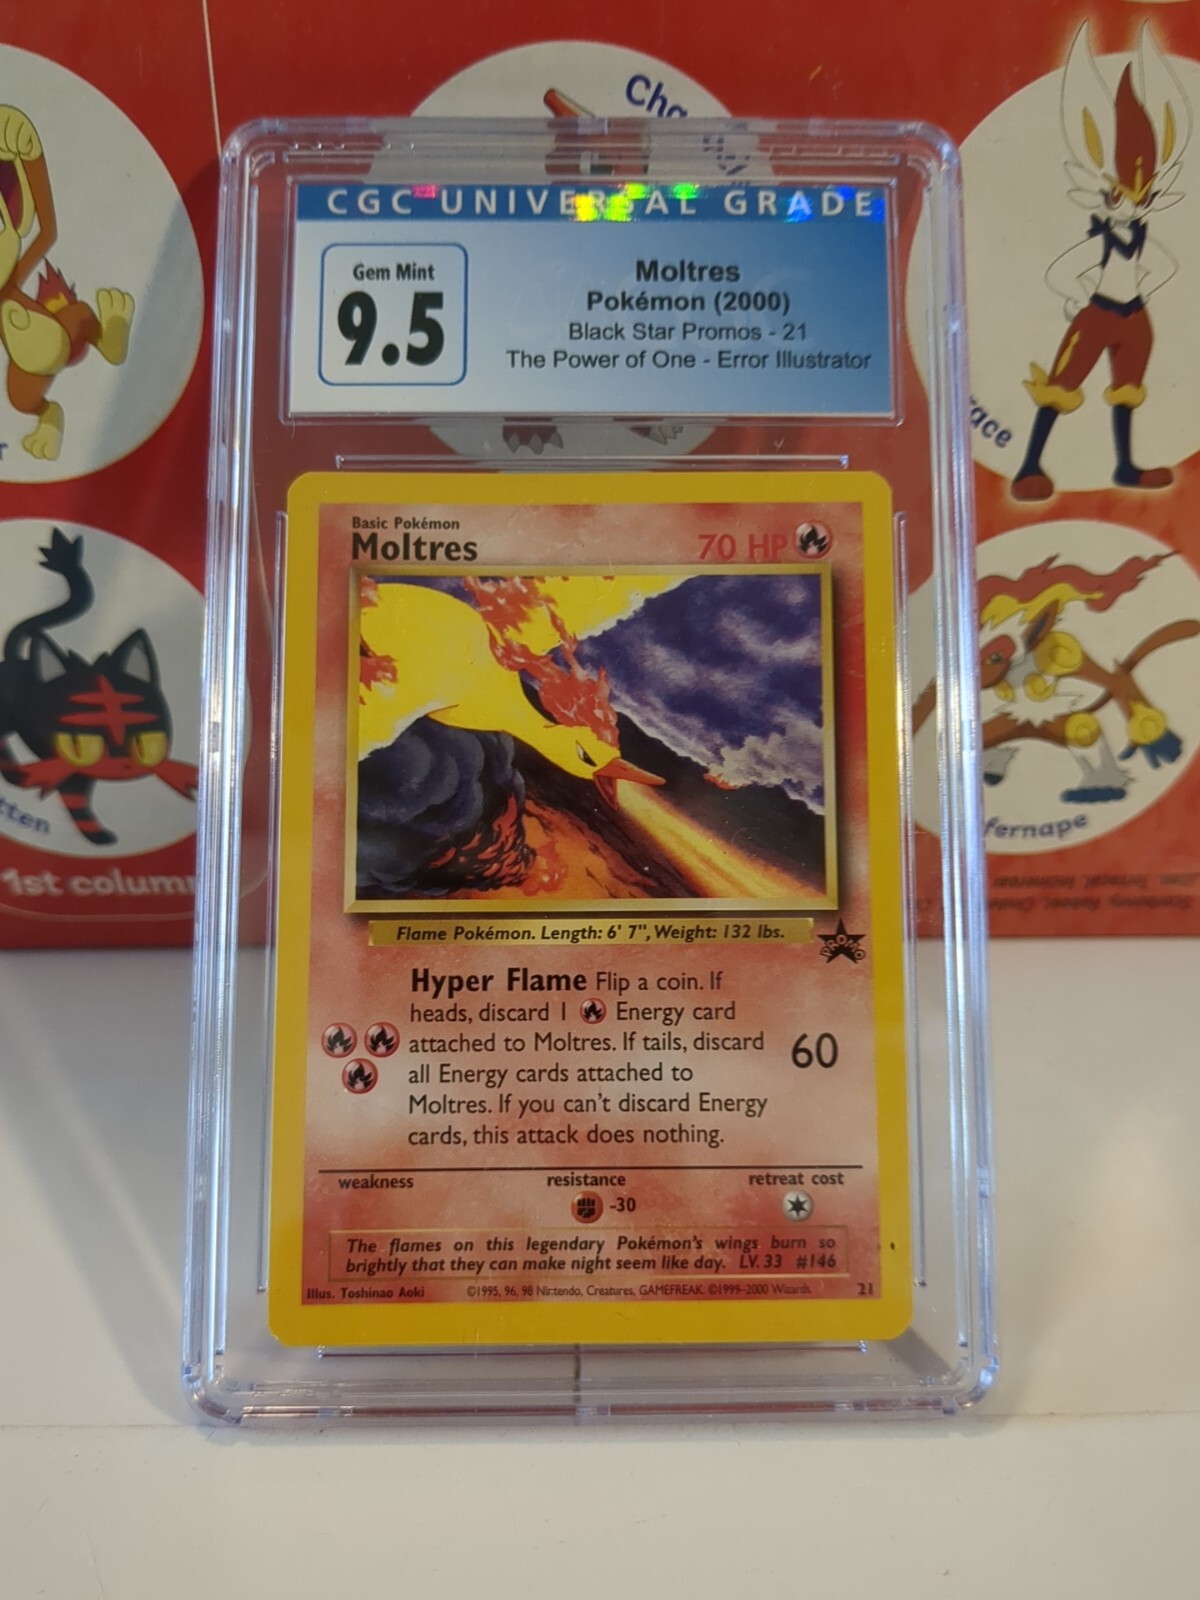 Cha
CGC UNIVERSAL GRADE
Gem Mint
9.5
Moltres
Pokémon (2000)
Black Star Promos - 21
The Power of One - Error Illustrator
Basic Pokémon
Moltres
70 HP
Flame Pokémon. Length: 6' 7", Weight: 132 lbs.
PROMO
Hyper Flame Flip a coin. If
heads, discard 1 Energy card
attached to Moltres. If tails, discard
all Energy cards attached to
Moltres. If you can't discard Energy
cards, this attack does nothing.
60
weakness
resistance
retreat cost
-30
The flames on this legendary Pokémon's wings burn so
brightly that they can make night seem like day. LV. 33 #146
Illus. Toshinao Aoki
©1995, 96, 98 Nintendo, Creatures, GAMEFREAK. ©1999-2000 Wizards.
21
race
tten
fernape
1st column